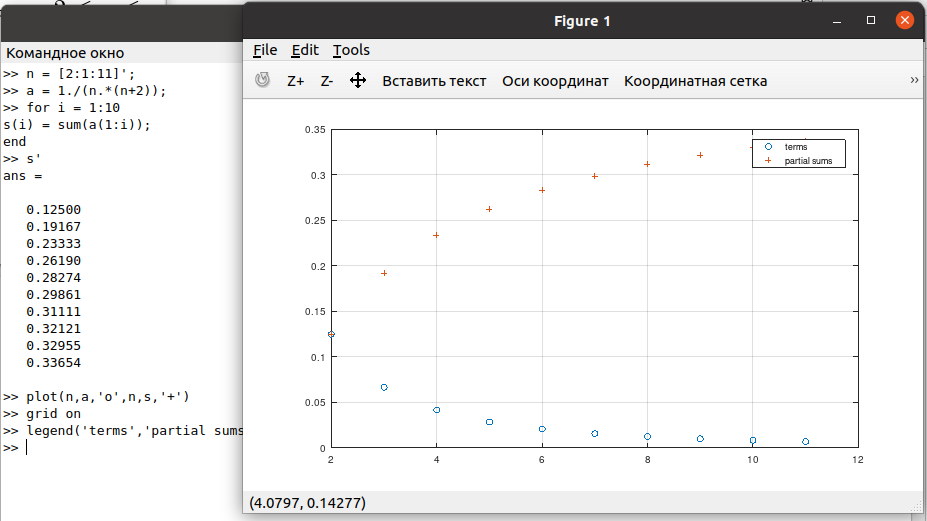 Командное окно
>> n = [2:1:11]';
>> a = 1./(n.*(n+2));
>> for i = 1:10
s(i) = sum(a(1:i));
end
>> s'
ans =
0.12500
0.19167
0.23333
0.26190
0.28274
0.29861
0.31111
0.32121
0.32955
0.33654
>> plot(n,a,'o',n,s,'+')
>> grid on
>> legend('terms','partial sums
>>
Figure 1
File Edit Tools
Z+ Z- Вставить текст Оси координат Координатная сетка »
0.35
0.3
0.25
0.2
0.15
0.1
0.05
0
2 4 6 8 10 12
terms
partial sums
(4.0797, 0.14277)